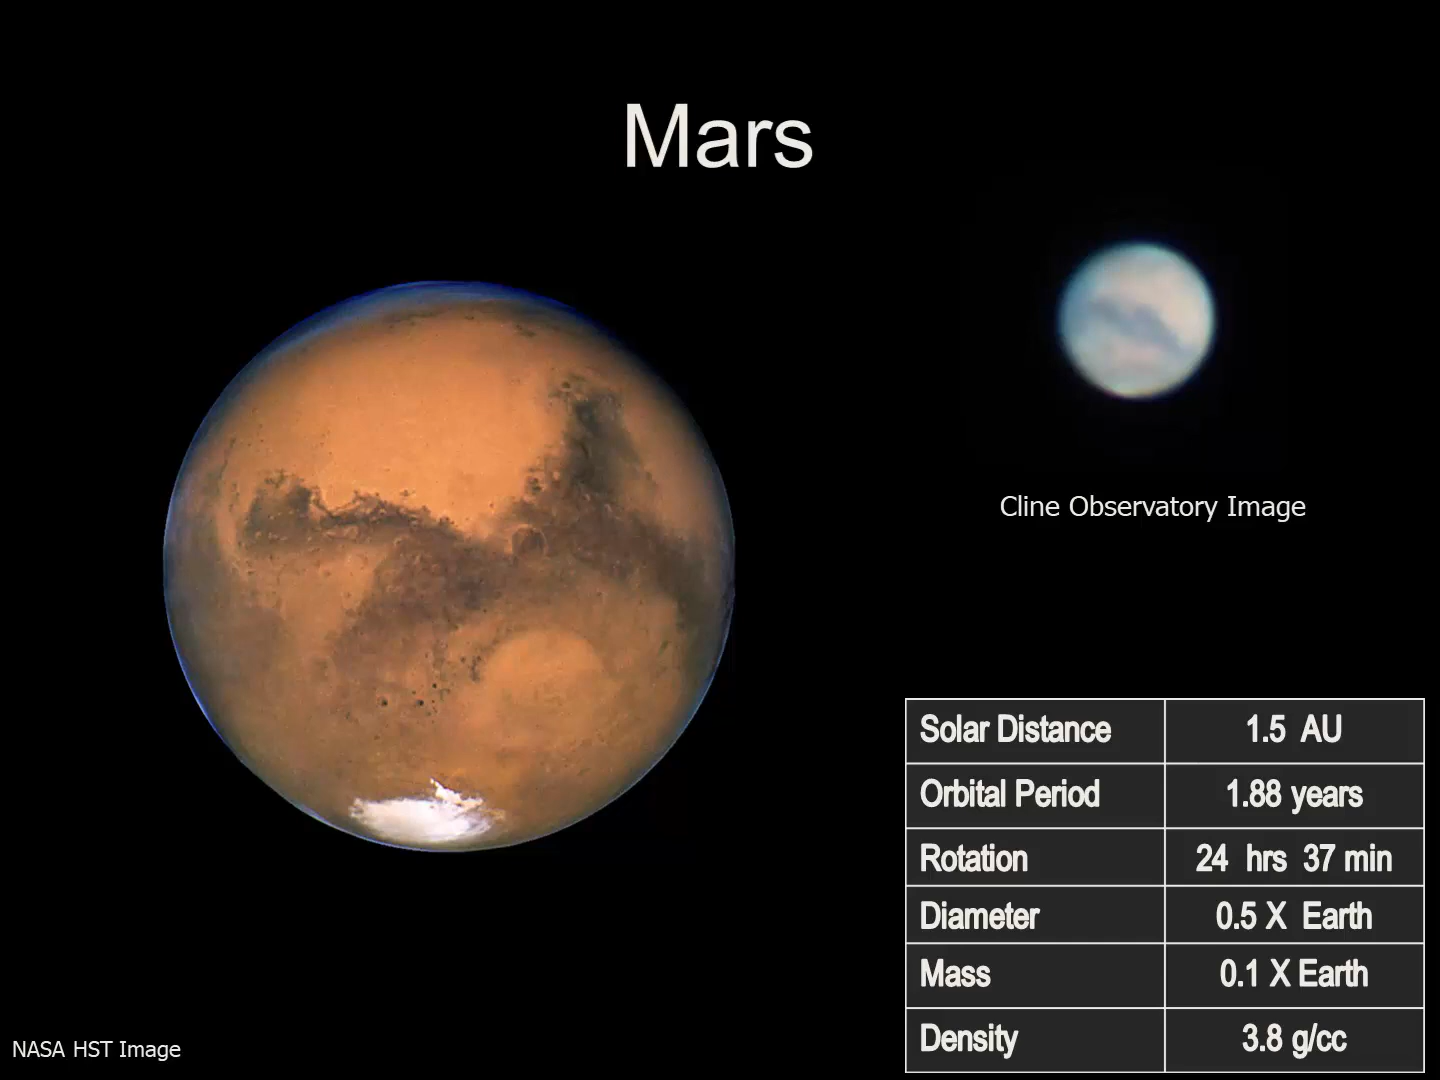 Mars
Cline Observatory Image
Solar Distance 1.5 AU
Orbital Period 1.88 years
Rotation 24 hrs 37 min
Diameter 0.5 X Earth
Mass 0.1 X Earth
Density 3.8 g/cc
NASA HST Image